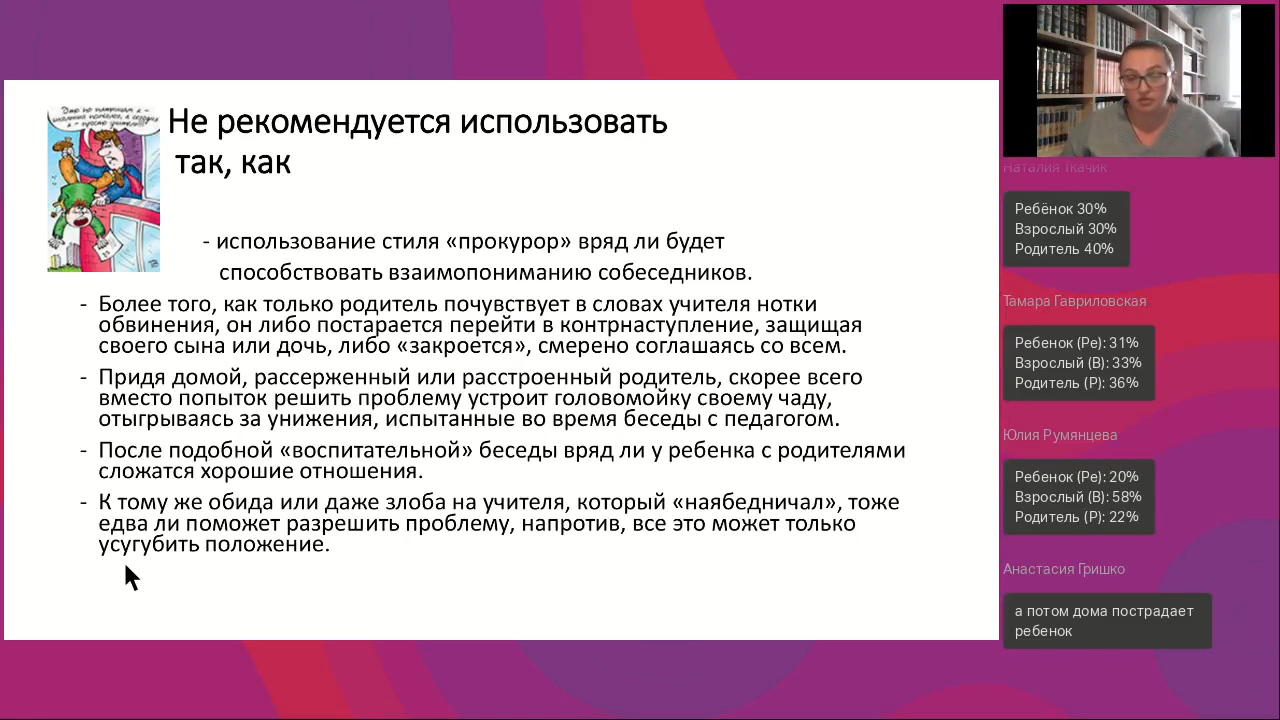 Не рекомендуется использовать
так, как
- использование стиля «прокурор» вряд ли будет
способствовать взаимопониманию собеседников.
- Более того, как только родитель почувствует в словах учителя нотки
обвинения, он либо постарается перейти в контрнаступление, защищая
своего сына или дочь, либо «закроется», смерено соглашаясь со всем.
- Придя домой, рассерженный или расстроенный родитель, скорее всего
вместо попыток решить проблему устроит головомойку своему чаду,
отыгрываясь за унижения, испытанные во время беседы с педагогом.
- После подобной «воспитательной» беседы вряд ли у ребенка с родителями
сложатся хорошие отношения.
- К тому же обида или даже злоба на учителя, который «наябедничал», тоже
едва ли поможет разрешить проблему, напротив, все это может только
усугубить положение.
Наталия Ткачик
Ребёнок 30%
Взрослый 30%
Родитель 40%
Тамара Гавриловская
Ребенок (Ре): 31%
Взрослый (В): 33%
Родитель (Р): 36%
Юлия Румянцева
Ребенок (Ре): 20%
Взрослый (В): 58%
Родитель (Р): 22%
Анастасия Гришко
а потом дома пострадает
ребенок